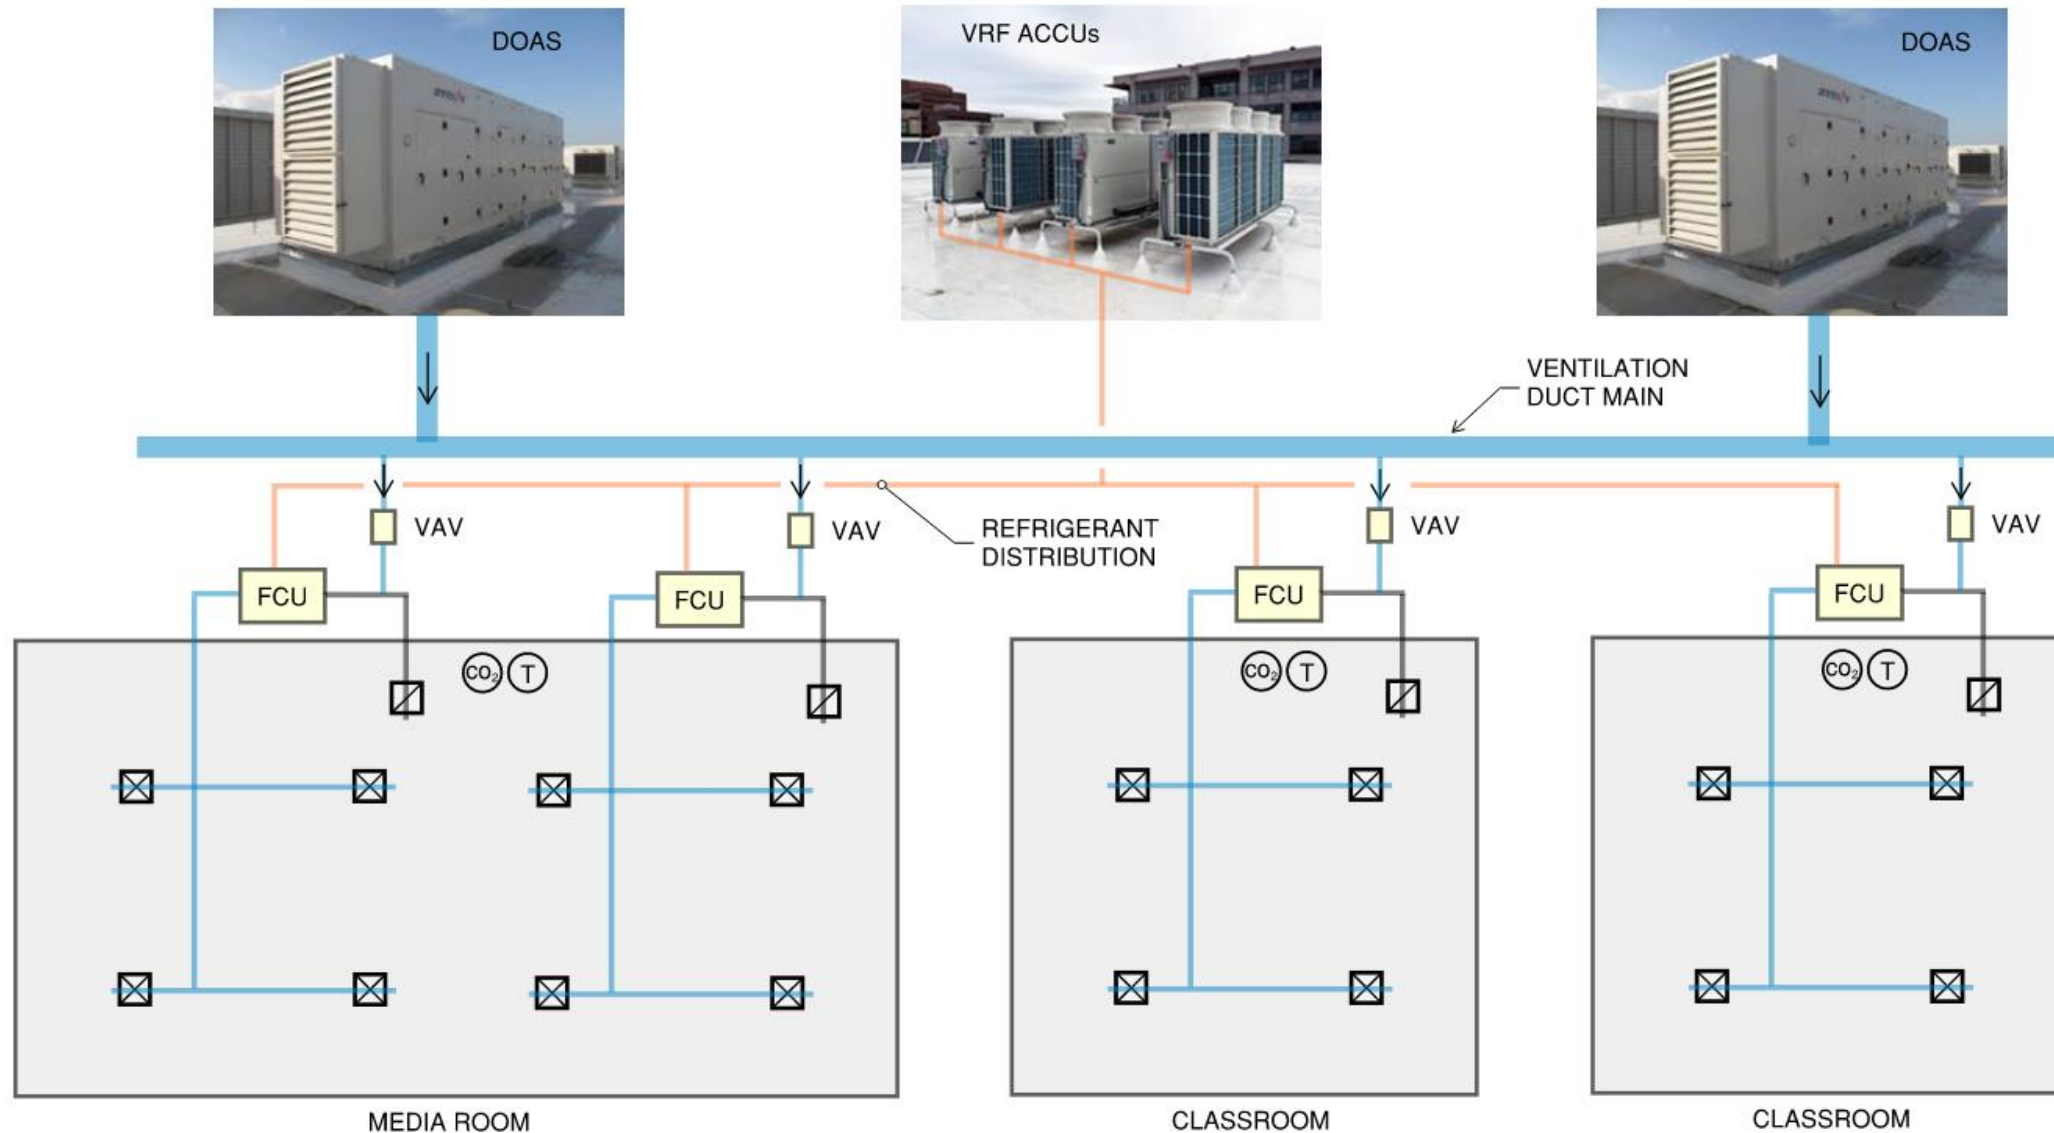 DOAS
VRF ACCUs
DOAS
VENTILATION
DUCT MAIN
VAV
VAV
VAV
VAV
REFRIGERANT
DISTRIBUTION
FCU
FCU
FCU
FCU
CO₂ T
CO₂ T
CO₂ T
MEDIA ROOM
CLASSROOM
CLASSROOM